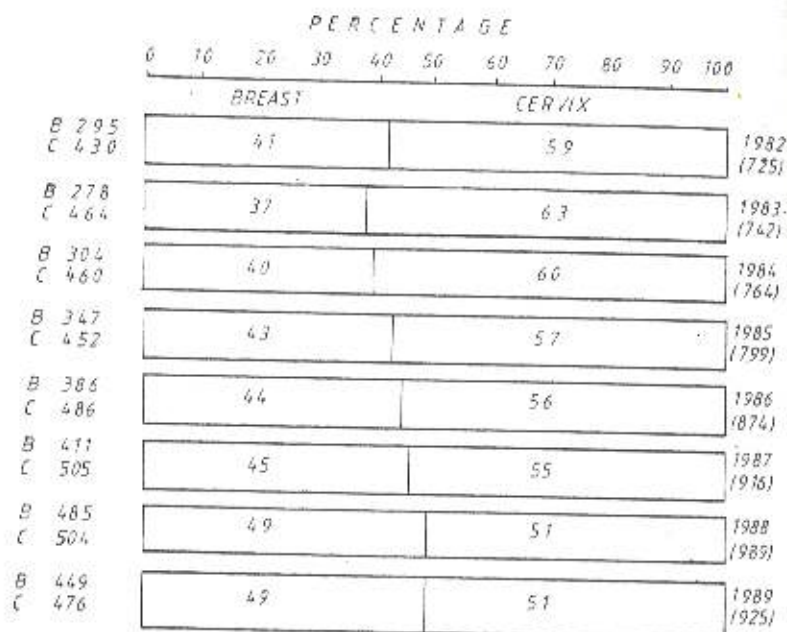 PERCENTAGE
0 10 20 30 40 50 60 70 80 90 100
BREAST CERVIX
B 295
C 430
41 59
1982
(725)
B 278
C 464
37 63
1983
(742)
B 304
C 460
40 60
1984
(764)
B 347
C 452
43 57
1985
(799)
B 386
C 486
44 56
1986
(874)
B 411
C 505
45 55
1987
(916)
B 485
C 504
49 51
1988
(989)
B 449
C 476
49 51
1989
(925)